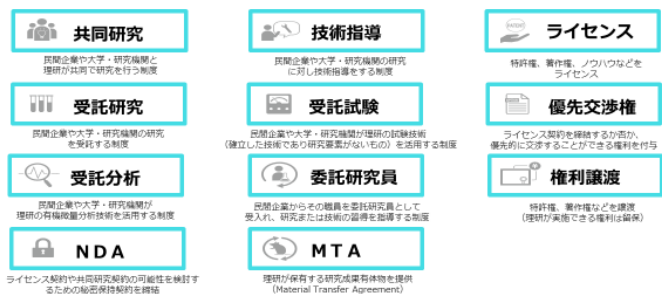 共同研究
民間企業や大学・研究機関と
理研が共同で研究を行う制度
技術指導
民間企業や大学・研究機関の研究
に対し技術指導をする制度
ライセンス
特許権、著作権、ノウハウなどを
ライセンス
受託研究
民間企業や大学・研究機関の研究
を受託する制度
受託試験
民間企業や大学・研究機関が理研の試験技術
（確立した技術であり研究要素がないもの）を活用する制度
優先交渉権
ライセンス契約を締結するか否か、
優先的に交渉することができる権利を付与
受託分析
民間企業や大学・研究機関が
理研の有機微量分析技術を活用する制度
委託研究員
民間企業からその職員を委託研究員として
受入れ、研究または技術の習得を指導する制度
権利譲渡
特許権、著作権などを譲渡
（理研が実施できる権利は留保）
NDA
ライセンス契約や共同研究契約の可能性を検討す
るための秘密保持契約を締結
MTA
理研が保有する研究成果有体物を提供
（Material Transfer Agreement）